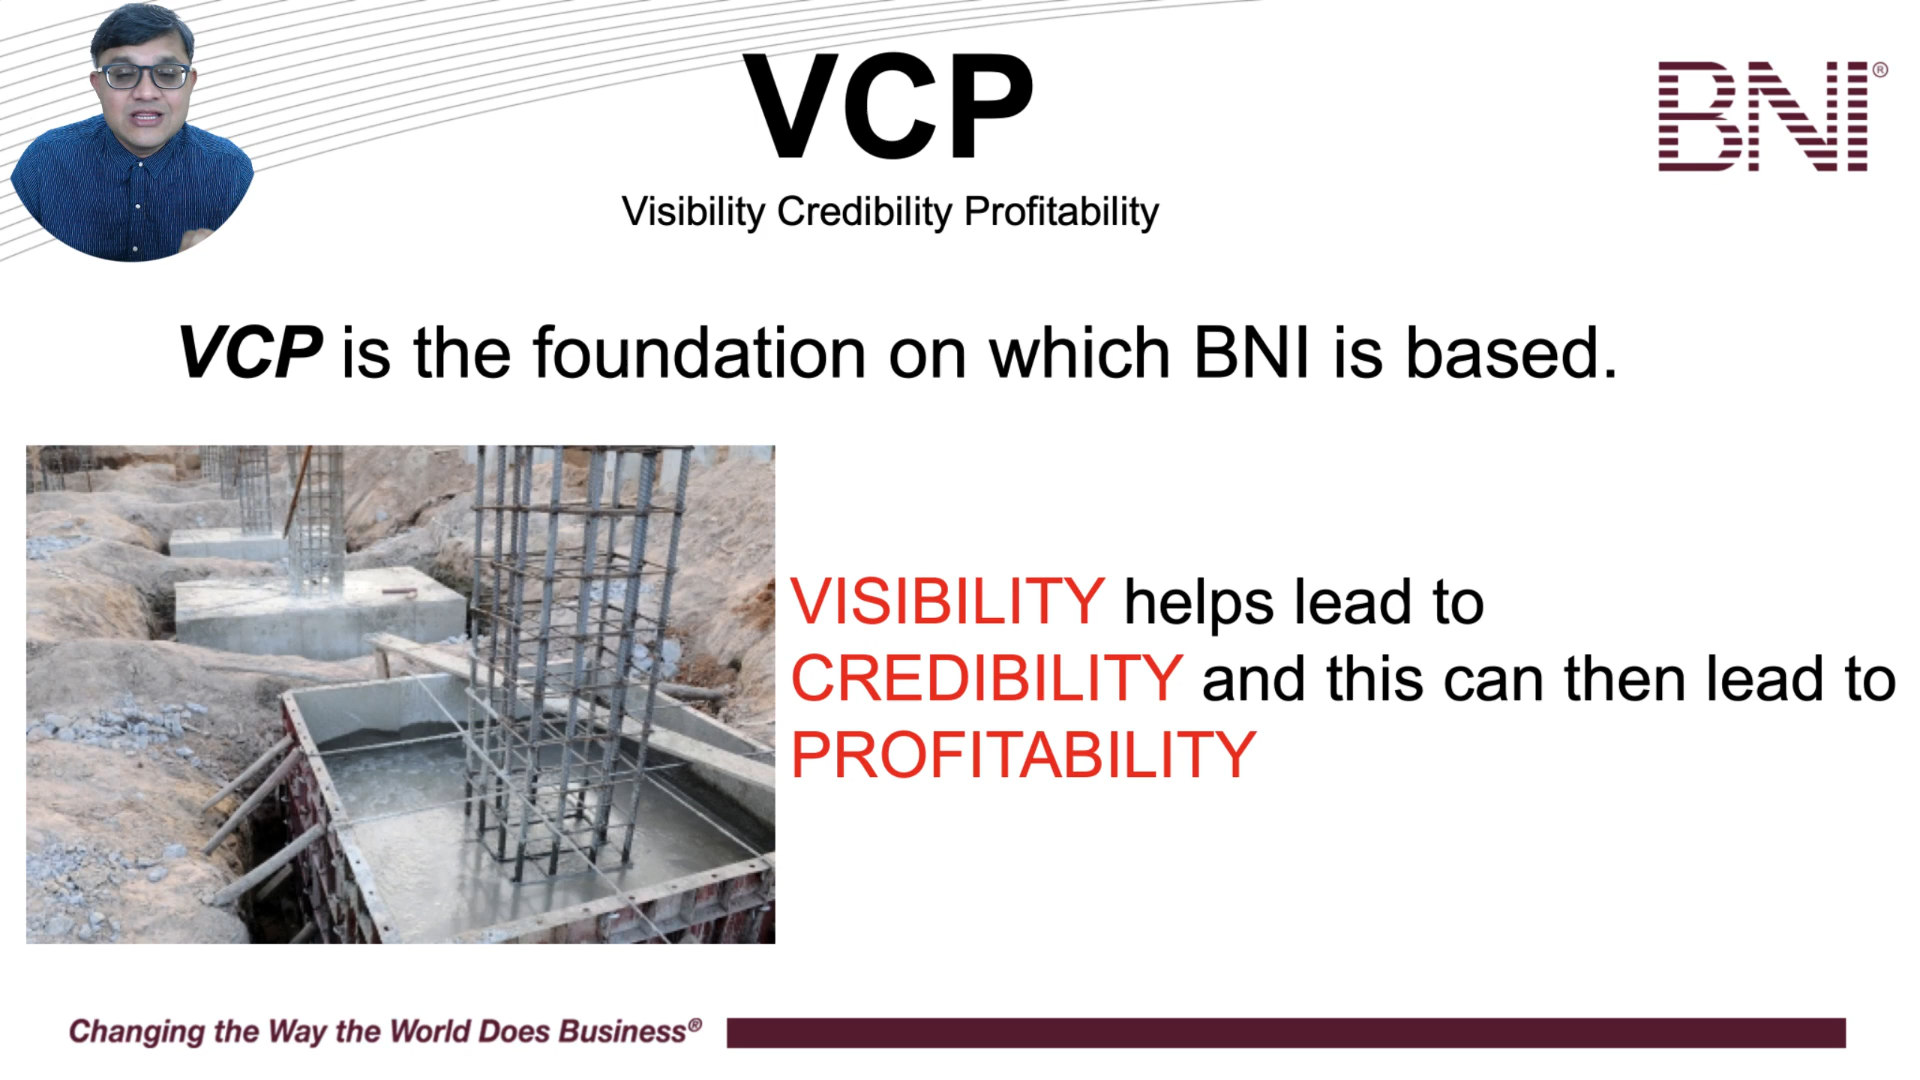 VCP
BNI®
Visibility Credibility Profitability
VCP is the foundation on which BNI is based.
VISIBILITY helps lead to
CREDIBILITY and this can then lead to
PROFITABILITY
Changing the Way the World Does Business®